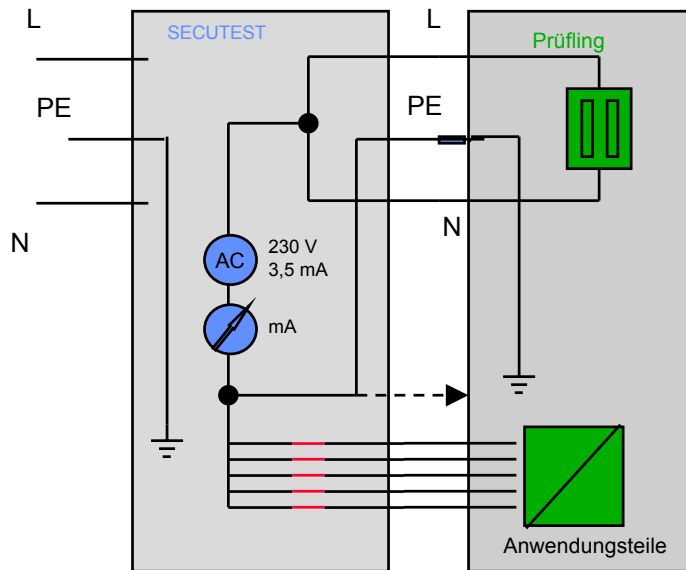 L
SECUTEST
L
Prüfling
PE
PE
N
N
AC
230 V
3,5 mA
mA
Anwendungsteile